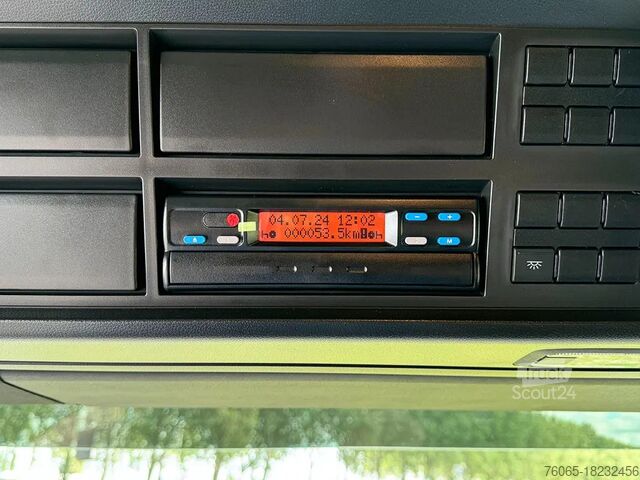 04.07.24 12:02
000053.5km
M
Truck
Scout24
76065-18232456